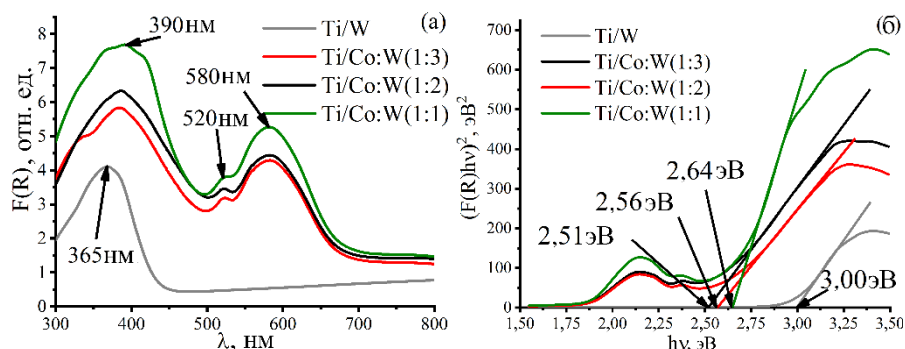 (а)
390нм
Ti/W
Ti/Co:W(1:3)
Ti/Co:W(1:2)
Ti/Co:W(1:1)
580нм
520нм
365нм
F(R), отн. ед.
8
7
6
5
4
3
2
1
0
300 400 500 600 700 800
λ, нм
(б)
Ti/W
Ti/Co:W(1:3)
Ti/Co:W(1:2)
Ti/Co:W(1:1)
2,64эВ
2,56эВ
2,51эВ
3,00эВ
(F(R)hν)², эВ²
700
600
500
400
300
200
100
0
1,50 1,75 2,00 2,25 2,50 2,75 3,00 3,25 3,50
hν, эВ